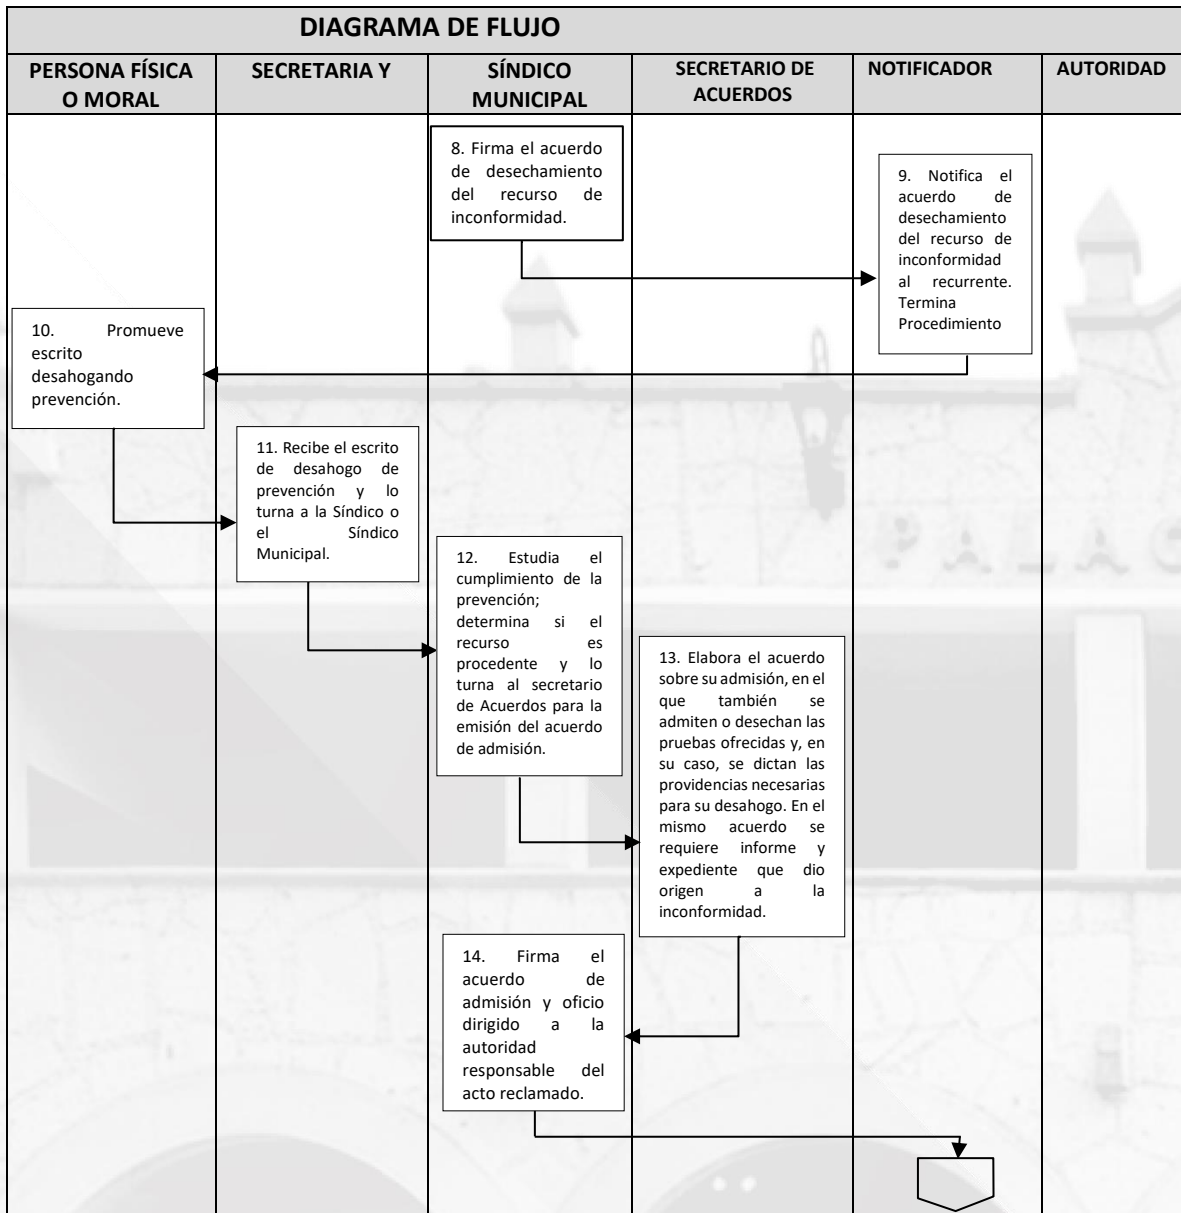 DIAGRAMA DE FLUJO
PERSONA FÍSICA
O MORAL
SECRETARIA Y
SÍNDICO
MUNICIPAL
SECRETARIO DE
ACUERDOS
NOTIFICADOR
AUTORIDAD
8. Firma el acuerdo
de desechamiento
del recurso de
inconformidad.
9. Notifica el
acuerdo de
desechamiento
del recurso de
inconformidad
al recurrente.
Termina
Procedimiento
10. Promueve
escrito
desahogando
prevención.
11. Recibe el escrito
de desahogo de
prevención y lo
turna a la Síndico o
el Síndico
Municipal.
12. Estudia el
cumplimiento de la
prevención;
determina si el
recurso es
procedente y lo
turna al secretario
de Acuerdos para la
emisión del acuerdo
de admisión.
13. Elabora el acuerdo
sobre su admisión, en el
que también se
admiten o desechan las
pruebas ofrecidas y, en
su caso, se dictan las
providencias necesarias
para su desahogo. En el
mismo acuerdo se
requiere informe y
expediente que dio
origen a la
inconformidad.
14. Firma el
acuerdo de
admisión y oficio
dirigido a la
autoridad
responsable del
acto reclamado.
PALAC